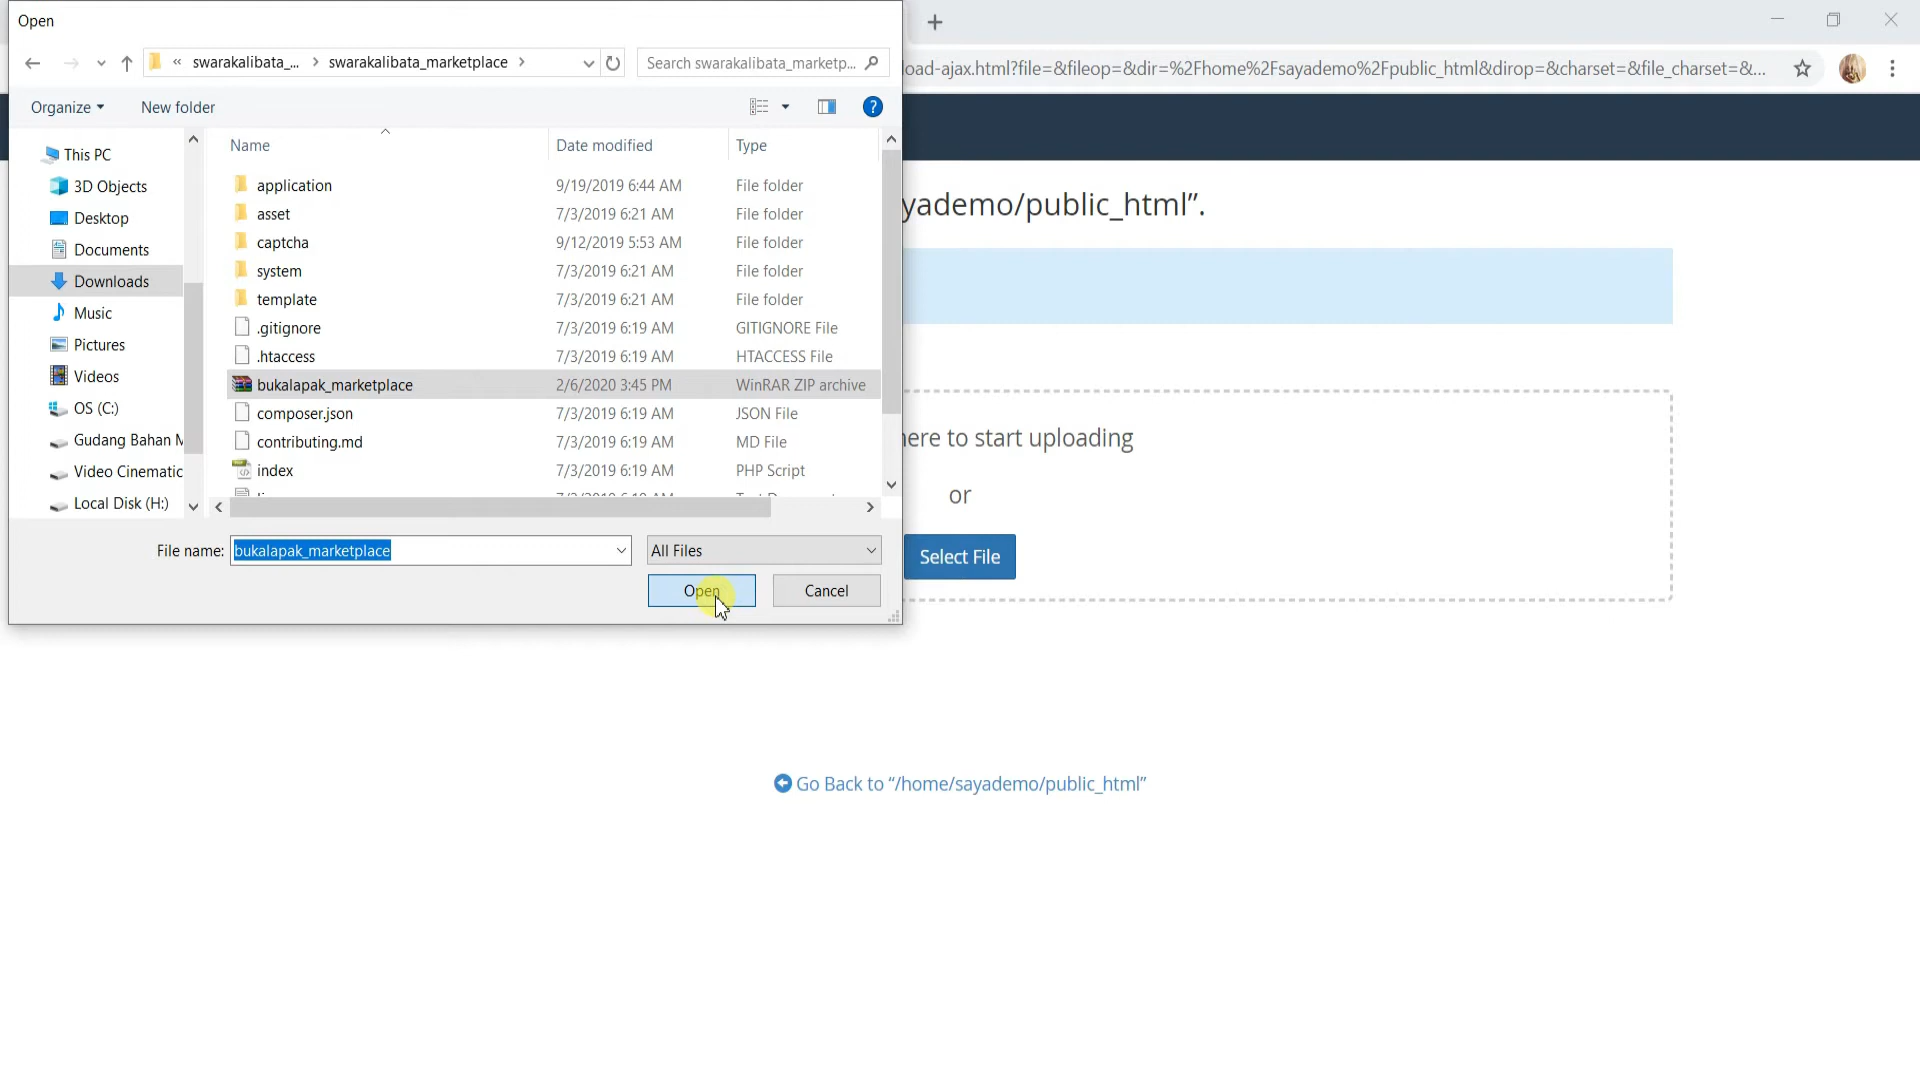 Open
« swarakalibata_... > swarakalibata_marketplace >
Search swarakalibata_marketp...
load-ajax.html?file=&fileop=&dir=%2Fhome%2Fsayademo%2Fpublic_html&dirop=&charset=&file_charset=&...
Organize
New folder
?
This PC
3D Objects
Desktop
Documents
Downloads
Music
Pictures
Videos
OS (C:)
Gudang Bahan M
Video Cinematic
Local Disk (H:)
Name Date modified Type
application 9/19/2019 6:44 AM File folder
asset 7/3/2019 6:21 AM File folder
captcha 9/12/2019 5:53 AM File folder
system 7/3/2019 6:21 AM File folder
template 7/3/2019 6:21 AM File folder
.gitignore 7/3/2019 6:19 AM GITIGNORE File
.htaccess 7/3/2019 6:19 AM HTACCESS File
bukalapak_marketplace 2/6/2020 3:45 PM WinRAR ZIP archive
composer.json 7/3/2019 6:19 AM JSON File
contributing.md 7/3/2019 6:19 AM MD File
index 7/3/2019 6:19 AM PHP Script
File name: bukalapak_marketplace
All Files
Open
Cancel
yademo/public_html”.
here to start uploading
or
Select File
Go Back to “/home/sayademo/public_html”